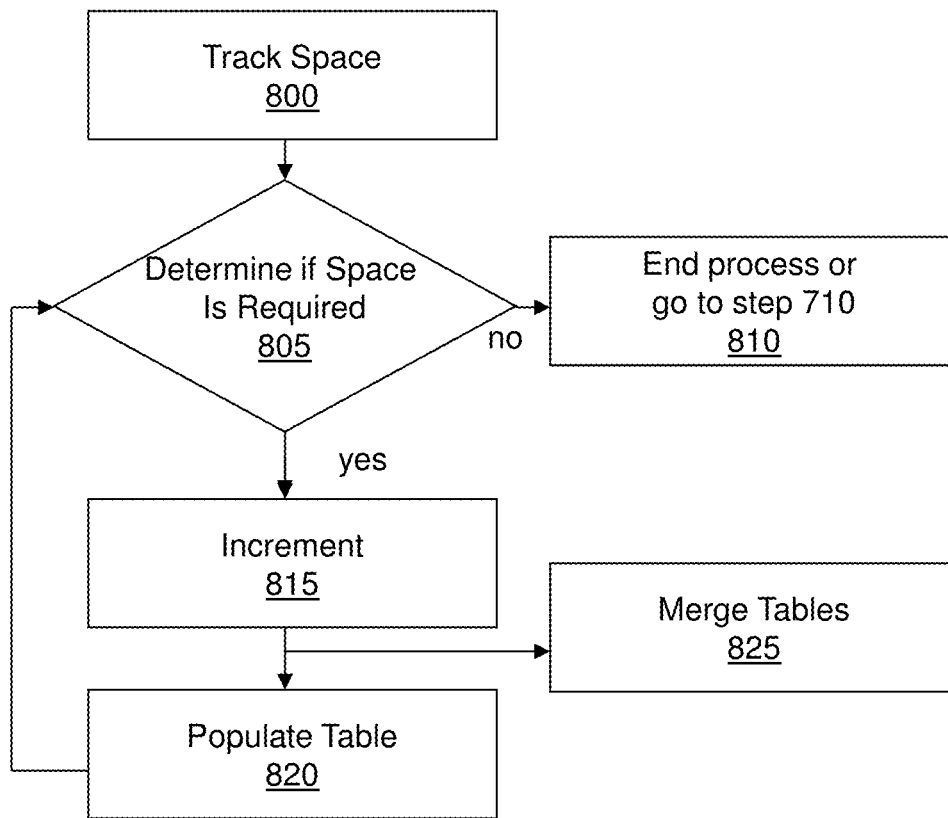 Track Space
800
Determine if Space
Is Required
805
no
End process or
go to step 710
810
yes
Increment
815
Merge Tables
825
Populate Table
820